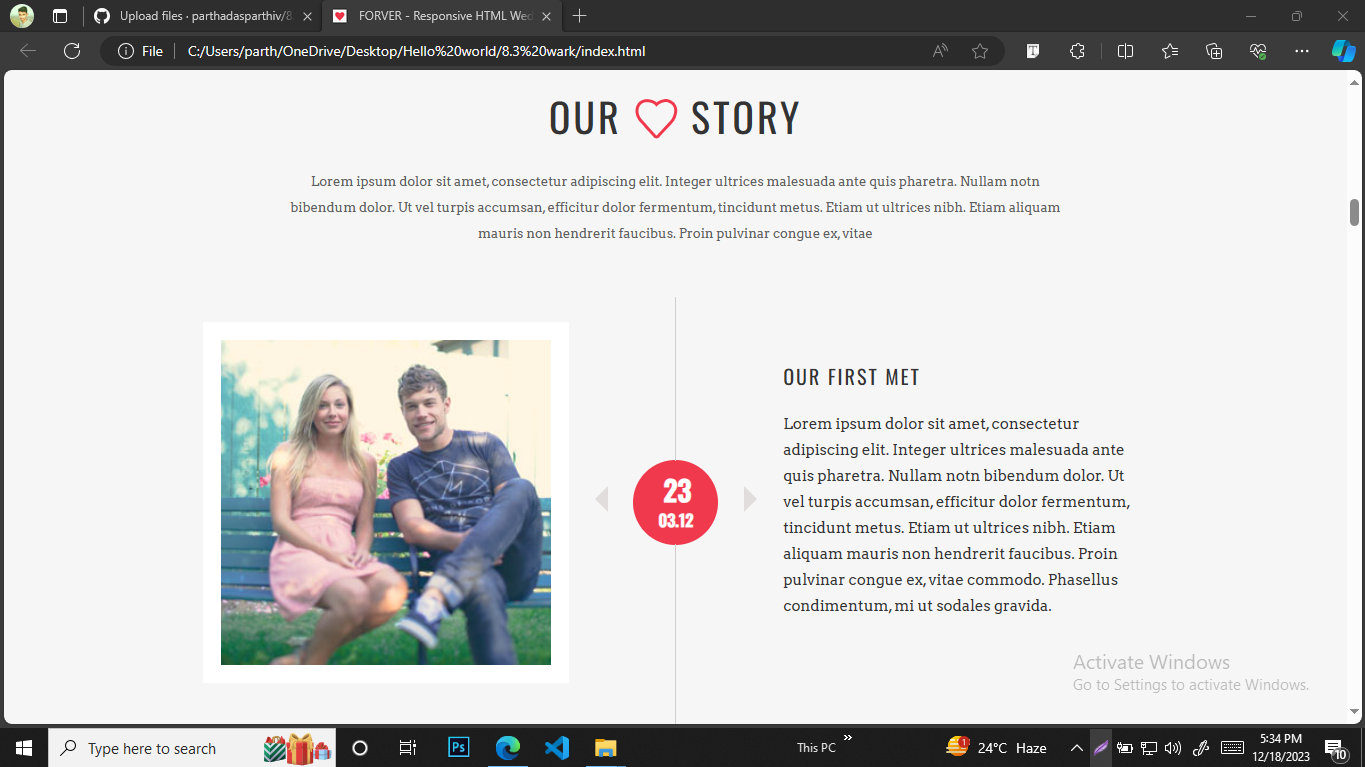 Upload files · parthadasparthiv/8
FORVER - Responsive HTML Wed
File
C:/Users/parth/OneDrive/Desktop/Hello%20world/8.3%20wark/index.html
OUR STORY
Lorem ipsum dolor sit amet, consectetur adipiscing elit. Integer ultrices malesuada ante quis pharetra. Nullam notn
bibendum dolor. Ut vel turpis accumsan, efficitur dolor fermentum, tincidunt metus. Etiam ut ultrices nibh. Etiam aliquam
mauris non hendrerit faucibus. Proin pulvinar congue ex, vitae
23
03.12
OUR FIRST MET
Lorem ipsum dolor sit amet, consectetur
adipiscing elit. Integer ultrices malesuada ante
quis pharetra. Nullam notn bibendum dolor. Ut
vel turpis accumsan, efficitur dolor fermentum,
tincidunt metus. Etiam ut ultrices nibh. Etiam
aliquam mauris non hendrerit faucibus. Proin
pulvinar congue ex, vitae commodo. Phasellus
condimentum, mi ut sodales gravida.
Activate Windows
Go to Settings to activate Windows.
Type here to search
Ps
This PC
1
24°C Haze
5:34 PM
12/18/2023
10